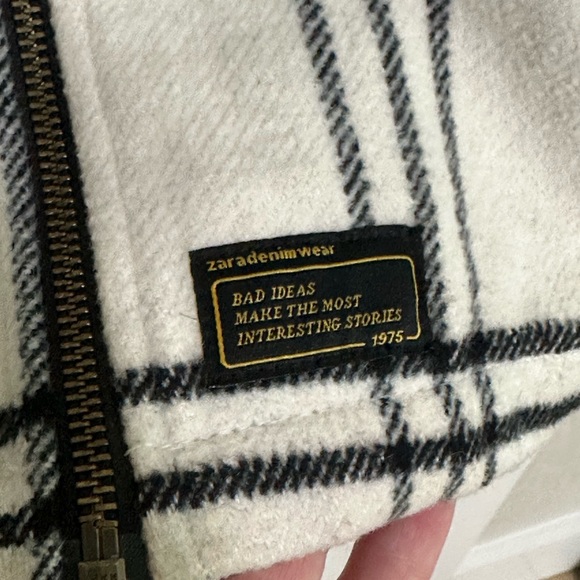 zaradenimwear
BAD IDEAS
MAKE THE MOST
INTERESTING STORIES
1975